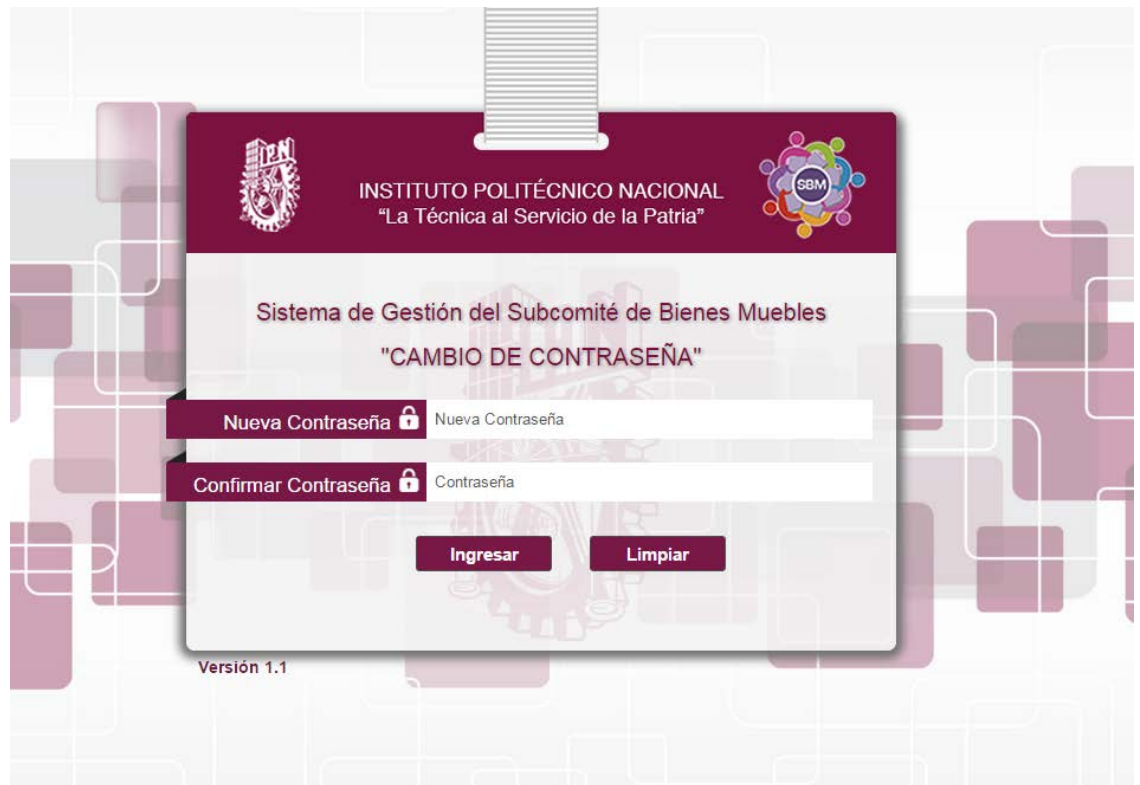 IPN
INSTITUTO POLITÉCNICO NACIONAL
“La Técnica al Servicio de la Patria”
SBM
Sistema de Gestión del Subcomité de Bienes Muebles
"CAMBIO DE CONTRASEÑA"
Nueva Contraseña Nueva Contraseña
Confirmar Contraseña Contraseña
Ingresar Limpiar
Versión 1.1